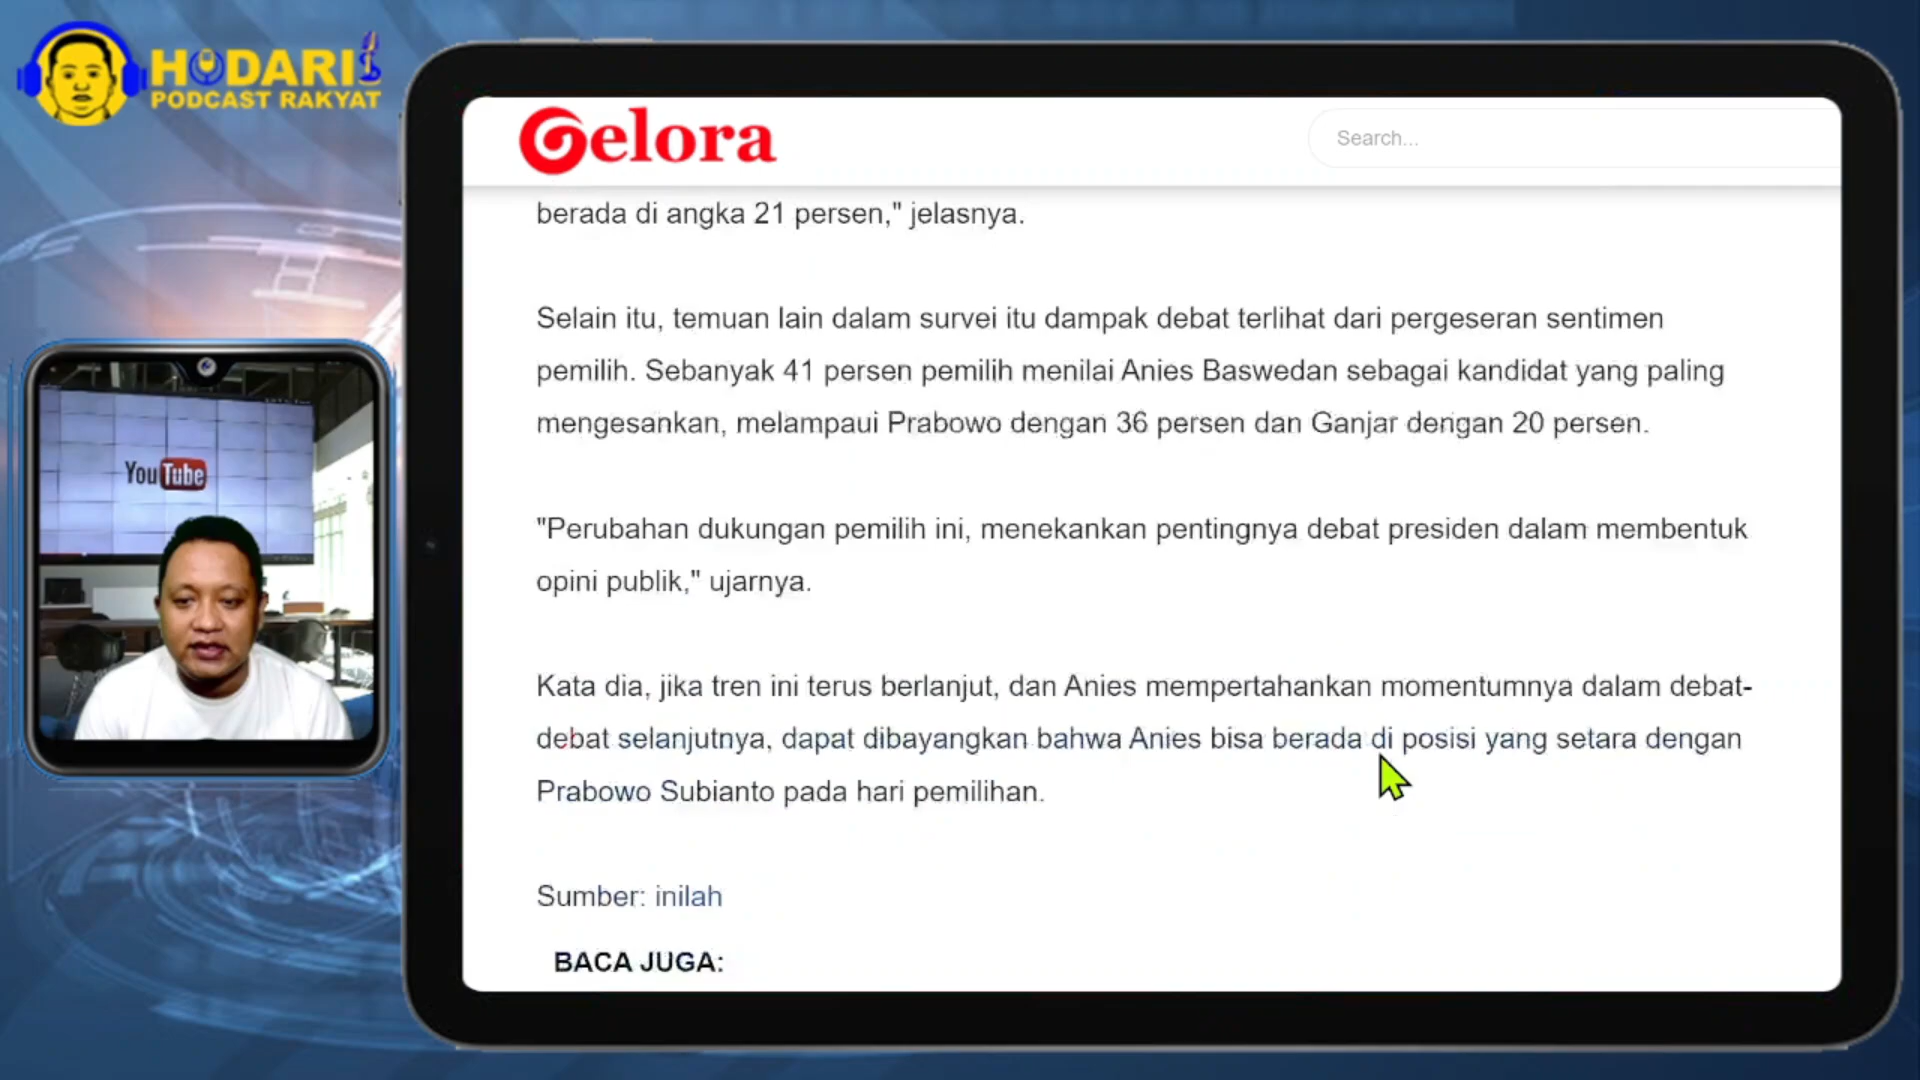 HODARI
PODCAST RAKYAT
Gelora
Search...
berada di angka 21 persen," jelasnya.
Selain itu, temuan lain dalam survei itu dampak debat terlihat dari pergeseran sentimen
pemilih. Sebanyak 41 persen pemilih menilai Anies Baswedan sebagai kandidat yang paling
mengesankan, melampaui Prabowo dengan 36 persen dan Ganjar dengan 20 persen.
"Perubahan dukungan pemilih ini, menekankan pentingnya debat presiden dalam membentuk
opini publik," ujarnya.
Kata dia, jika tren ini terus berlanjut, dan Anies mempertahankan momentumnya dalam debat-
debat selanjutnya, dapat dibayangkan bahwa Anies bisa berada di posisi yang setara dengan
Prabowo Subianto pada hari pemilihan.
Sumber: inilah
BACA JUGA:
YouTube